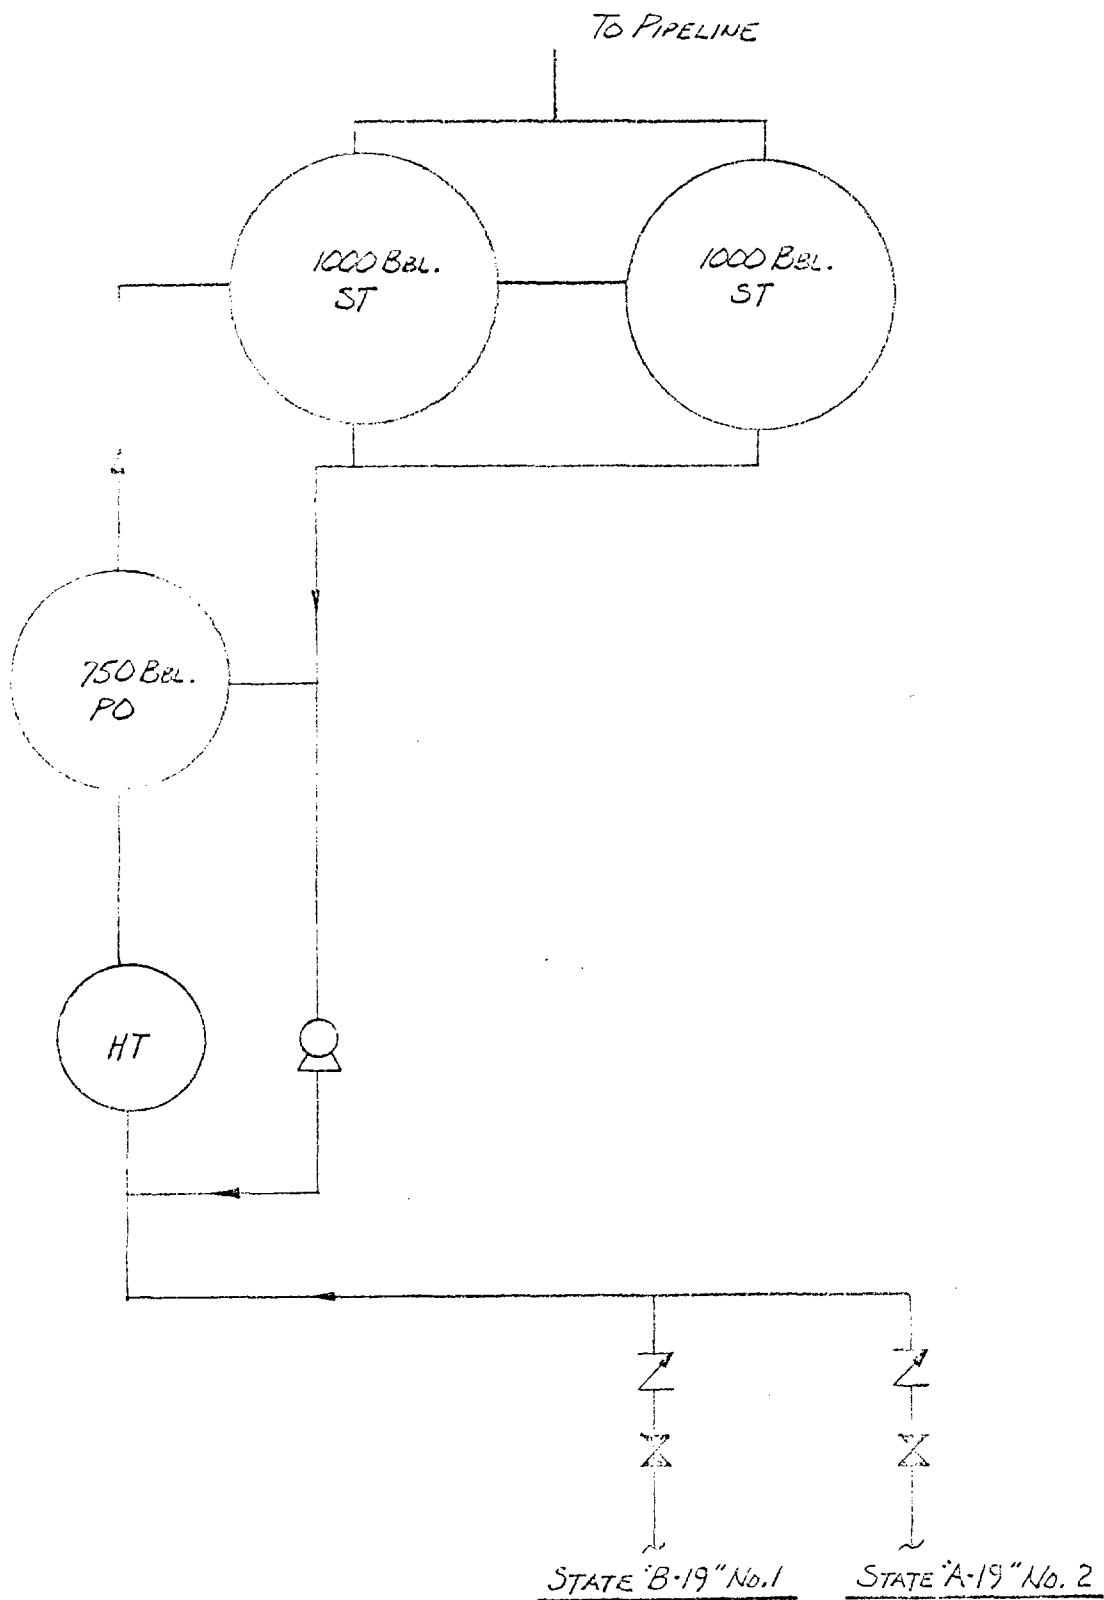 TO PIPELINE
1000 BBL.
ST
1000 BBL.
ST
750 BBL.
PO
HT
STATE "B-19" No.1
STATE "A-19" No. 2